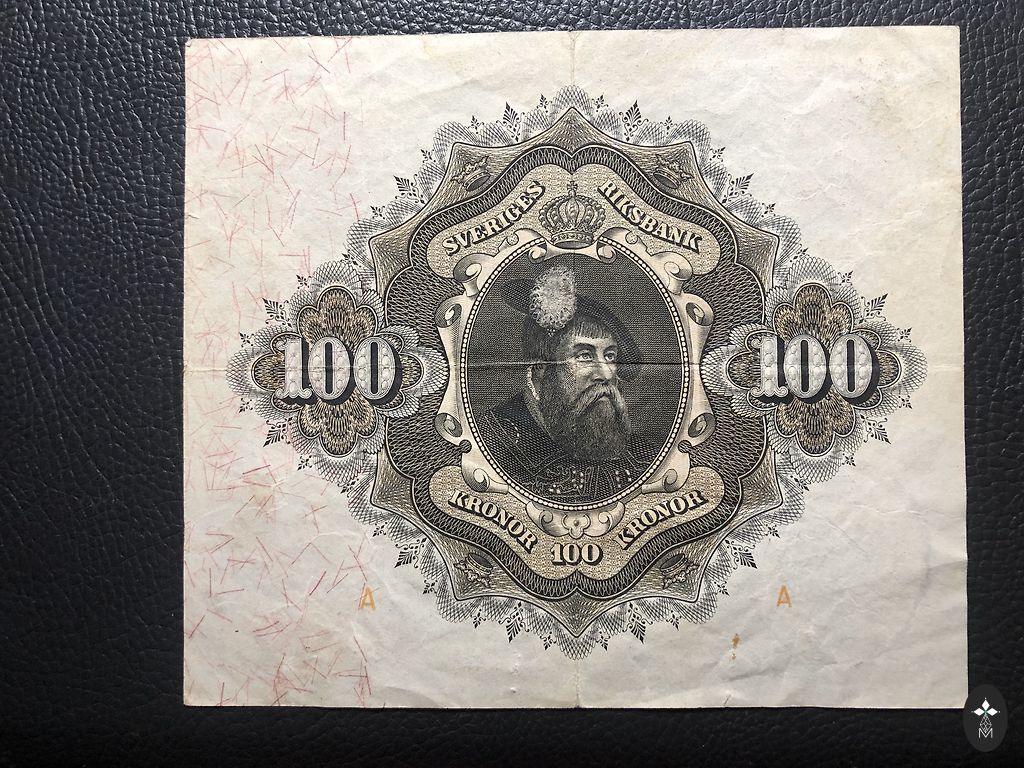 SVERIGES RIKSBANK
100 100
KRONOR 100 KRONOR
A A
M